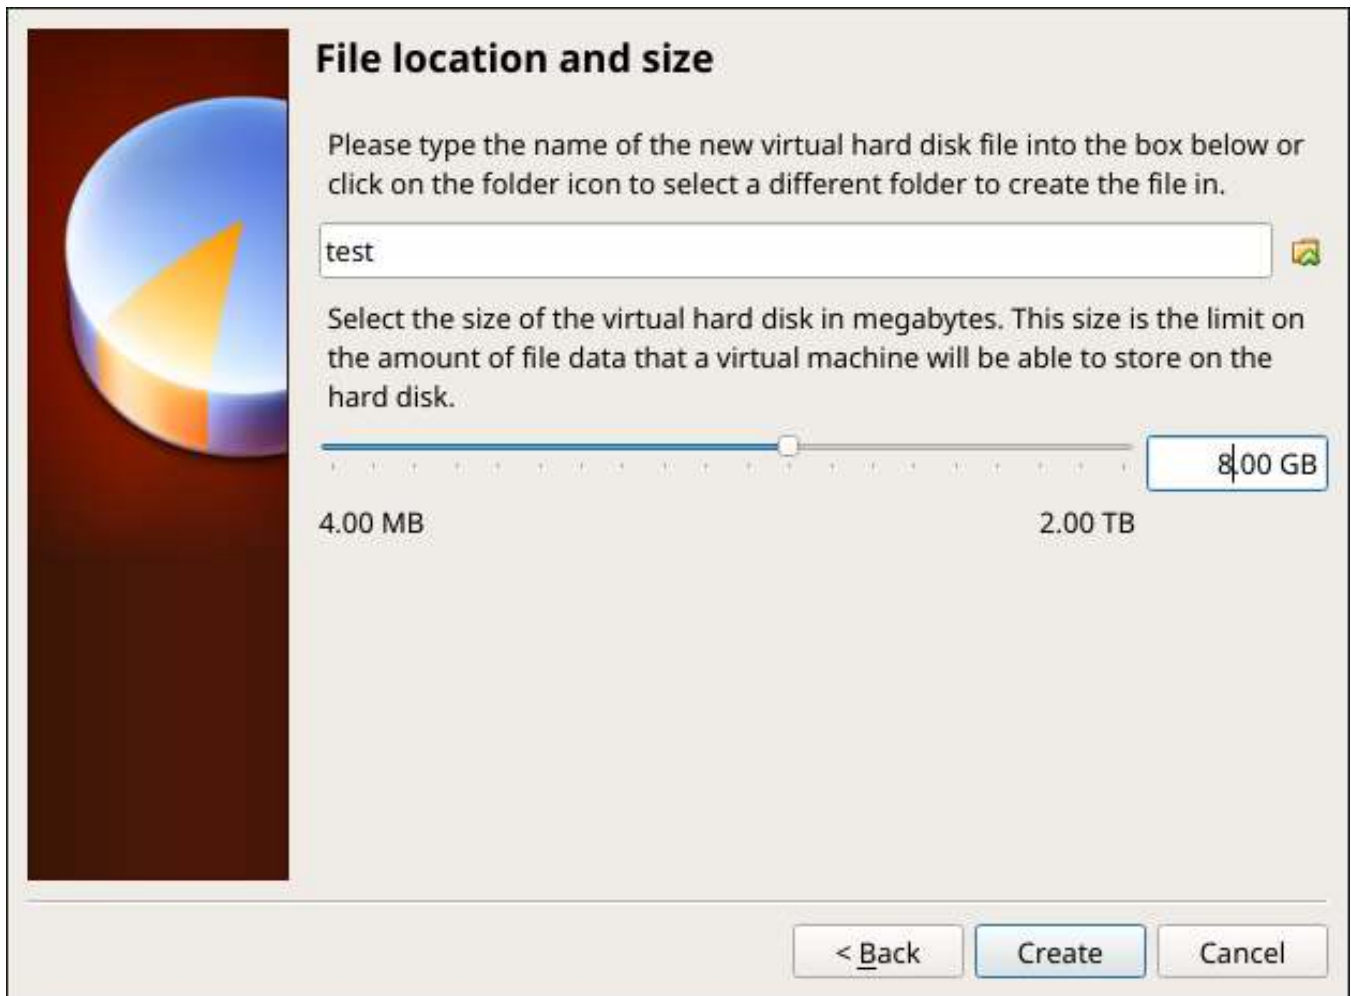 File location and size
Please type the name of the new virtual hard disk file into the box below or
click on the folder icon to select a different folder to create the file in.
test
Select the size of the virtual hard disk in megabytes. This size is the limit on
the amount of file data that a virtual machine will be able to store on the
hard disk.
8.00 GB
4.00 MB 2.00 TB
< Back Create Cancel